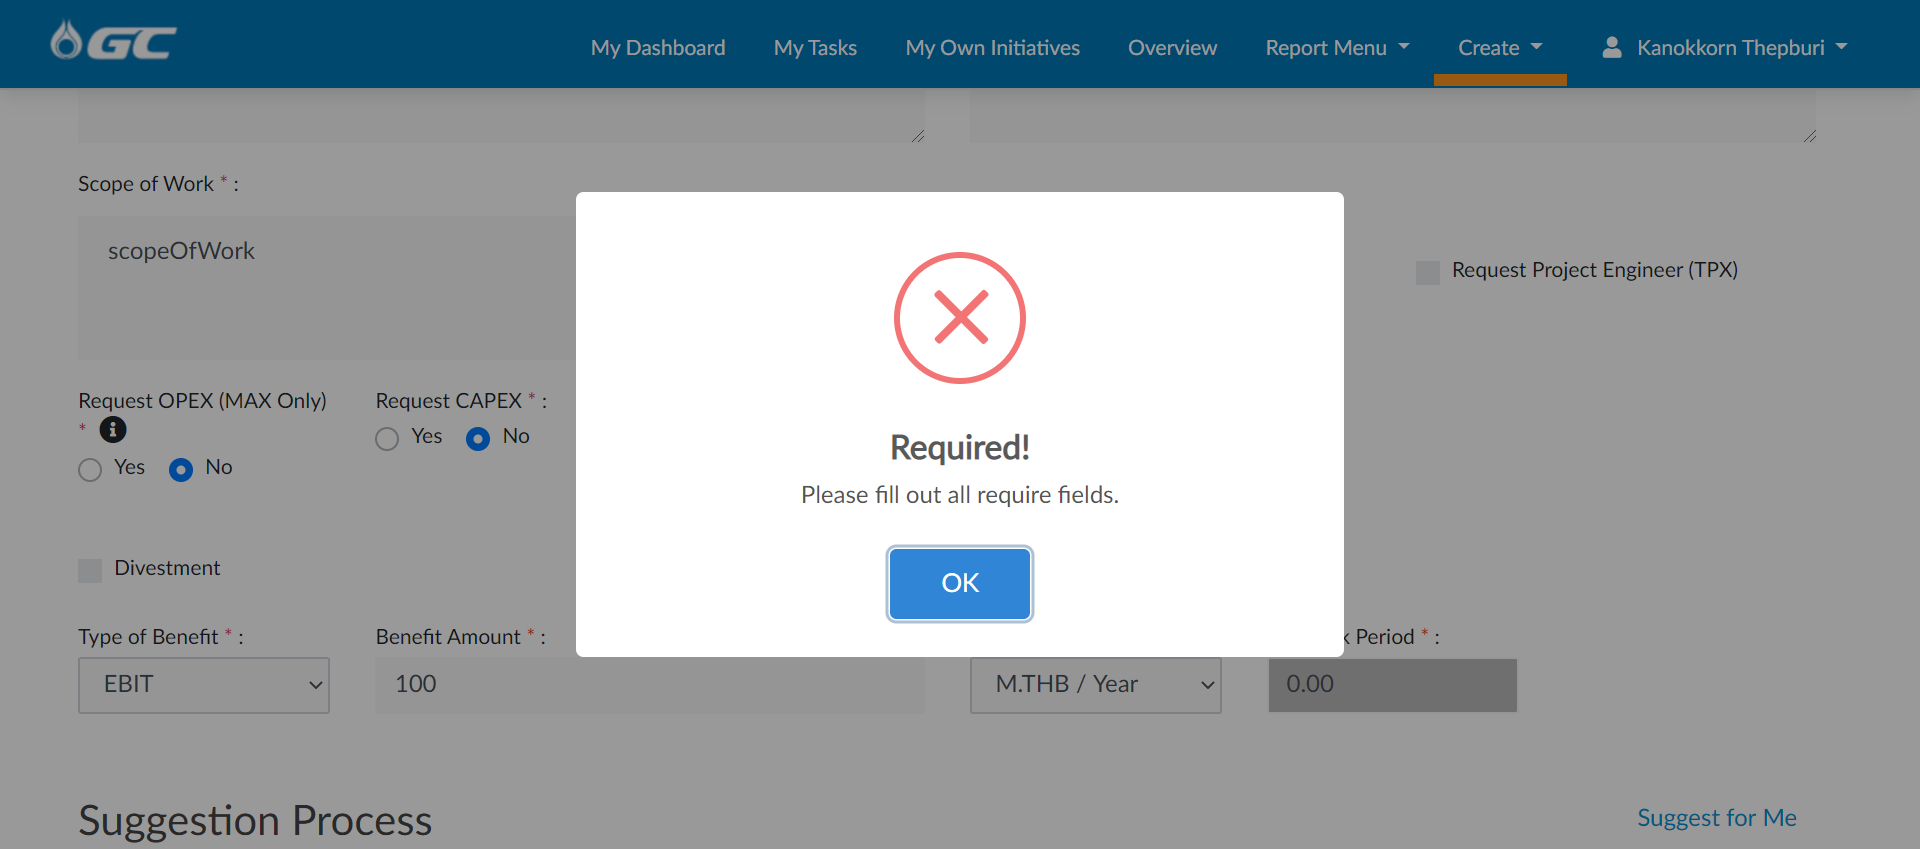 GC
My Dashboard My Tasks My Own Initiatives Overview Report Menu Create Kanokkorn Thepburi
Scope of Work * :
scopeOfWork
Request Project Engineer (TPX)
Request OPEX (MAX Only)
*
Yes No
Request CAPEX * :
Yes No
Required!
Please fill out all require fields.
OK
Divestment
Type of Benefit * :
Benefit Amount * :
k Period * :
EBIT
100
M.THB / Year
0.00
Suggestion Process
Suggest for Me